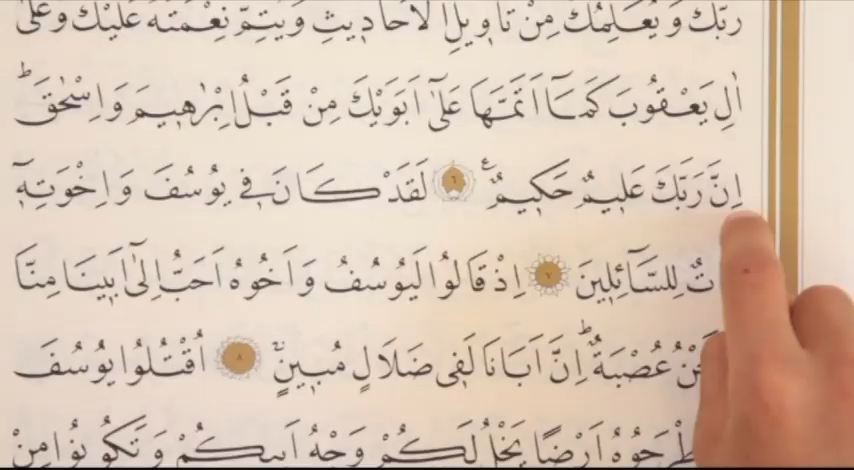 رَبُّكَ وَيُعَلِّمُكَ مِنْ تَأْوِيلِ الْاَحَادِيثِ وَيُتِمُّ نِعْمَتَهُ عَلَيْكَ وَعَلٰٓى
اٰلِ يَعْقُوبَ كَمَٓا اَتَمَّهَا عَلٰٓى اَبَوَيْكَ مِنْ قَبْلُ اِبْرٰه۪يمَ وَاِسْحٰقَۜ
اِنَّ رَبَّكَ عَل۪يمٌ حَك۪يمٌ۟ ٦ لَقَدْ كَانَ ف۪ي يُوسُفَ وَاِخْوَتِه۪ٓ
تٌ لِلسَّٓائِل۪ينَ ٧ اِذْ قَالُوا لَيُوسُفُ وَاَخُوهُ اَحَبُّ اِلٰٓى اَب۪ينَا مِنَّا
عُصْبَةٌۜ اِنَّ اَبَانَا لَف۪ي ضَلَالٍ مُب۪ينٍۚ ٨ اُقْتُلُوا يُوسُفَ
طْرَحُوهُ اَرْضًا يَخْلُ لَكُمْ وَجْهُ اَب۪يكُمْ وَتَكُونُوا مِنْ